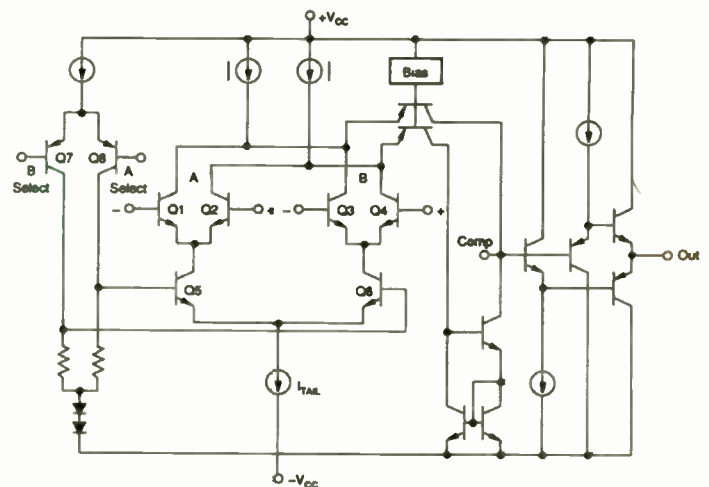 +VCC
I
I
Bias
Q7
Q8
B
Select
A
Select
A
B
−
Q1
Q2
+
−
Q3
Q4
+
Comp
Out
Q5
Q6
ITAIL
−VCC